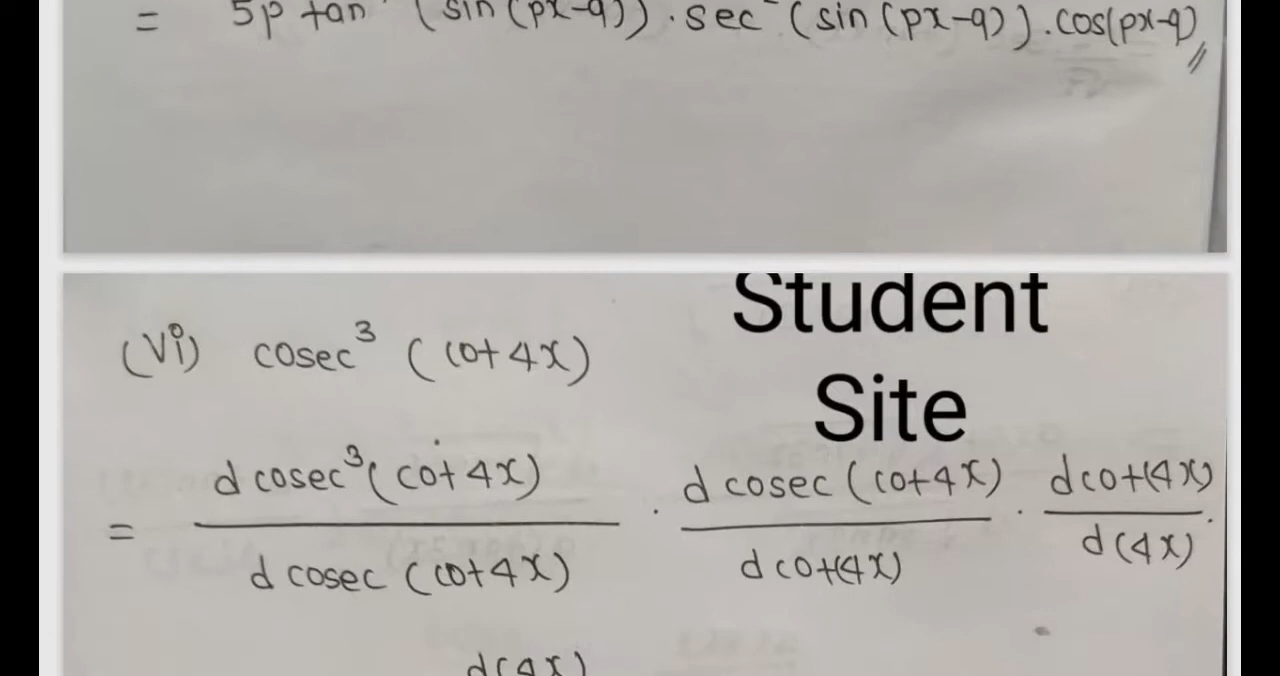 = 5p tan (sin (px-q)) . sec (sin (px-q)) . cos(px-q)
Student
Site
(vi) cosec³ (cot 4x)
= d cosec³(cot 4x) / d cosec (cot 4x) . d cosec (cot 4x) / d cot(4x) . d cot(4x) / d(4x) .
d(4x)